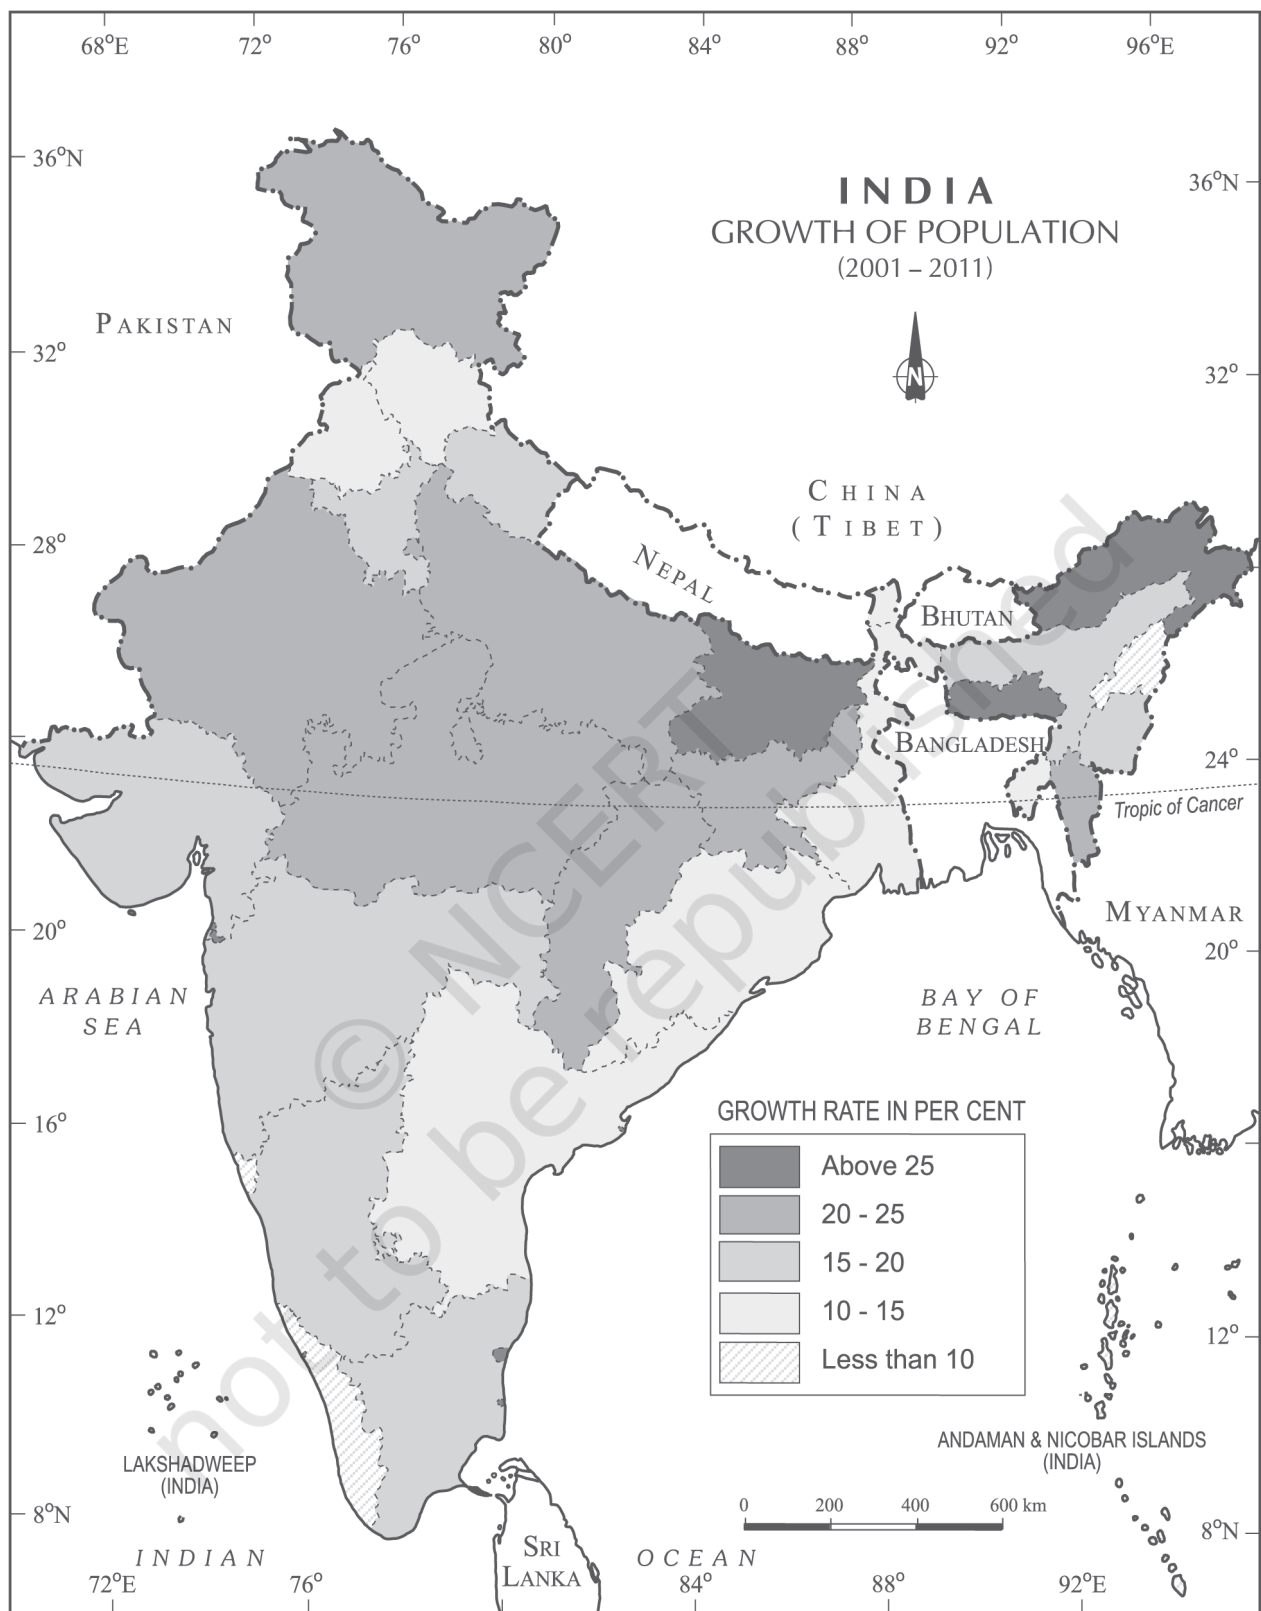 68°E 72° 76° 80° 84° 88° 92° 96°E
36°N
36°N
INDIA
GROWTH OF POPULATION
(2001 – 2011)
PAKISTAN
N
32°
32°
CHINA
(TIBET)
28°
NEPAL
BHUTAN
BANGLADESH
24°
Tropic of Cancer
MYANMAR
20°
20°
ARABIAN
SEA
BAY OF
BENGAL
© NCERT
not to be republished
16°
GROWTH RATE IN PER CENT
Above 25
20 - 25
15 - 20
10 - 15
Less than 10
12°
12°
LAKSHADWEEP
(INDIA)
ANDAMAN & NICOBAR ISLANDS
(INDIA)
0 200 400 600 km
8°N
8°N
SRI
LANKA
INDIAN OCEAN
72°E 76° 84° 88° 92°E